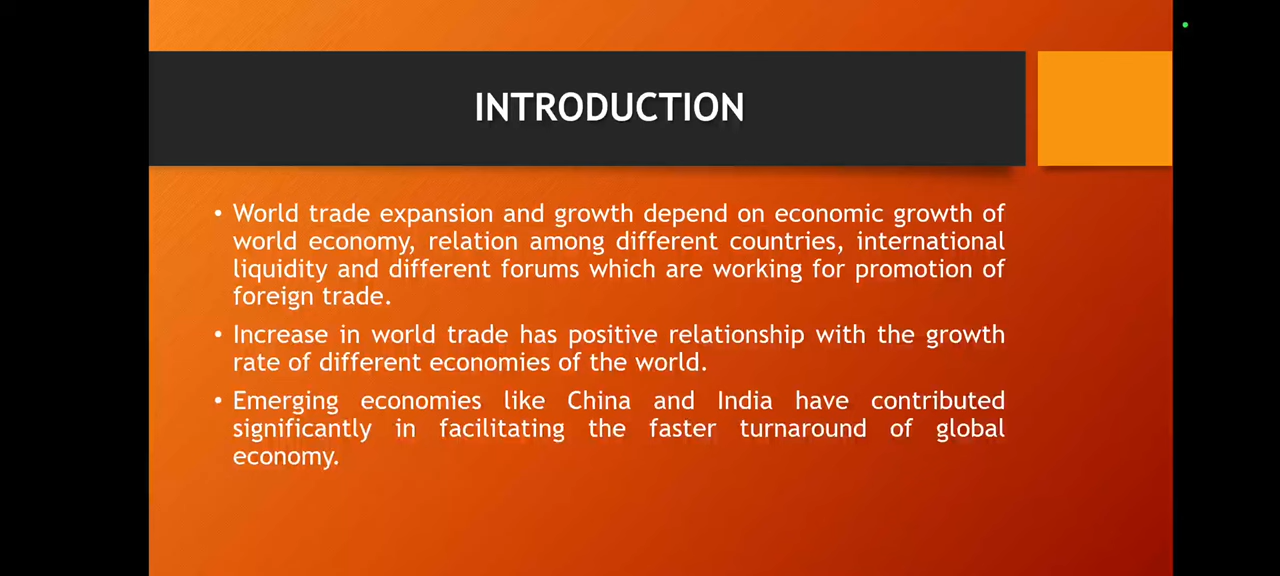 INTRODUCTION
• World trade expansion and growth depend on economic growth of
world economy, relation among different countries, international
liquidity and different forums which are working for promotion of
foreign trade.
• Increase in world trade has positive relationship with the growth
rate of different economies of the world.
• Emerging economies like China and India have contributed
significantly in facilitating the faster turnaround of global
economy.